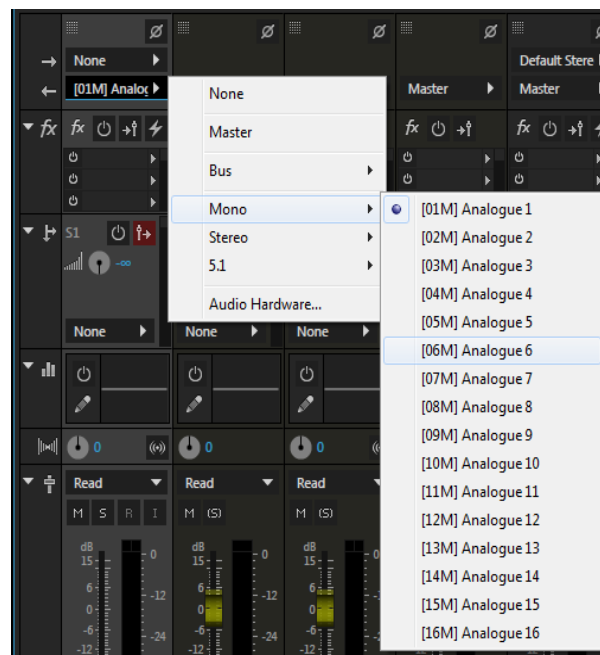 None
Default Stere
[01M] Analog
Master
Master
None
Master
Bus
Mono
Stereo
5.1
Audio Hardware...
[01M] Analogue 1
[02M] Analogue 2
[03M] Analogue 3
[04M] Analogue 4
[05M] Analogue 5
[06M] Analogue 6
[07M] Analogue 7
[08M] Analogue 8
[09M] Analogue 9
[10M] Analogue 10
[11M] Analogue 11
[12M] Analogue 12
[13M] Analogue 13
[14M] Analogue 14
[15M] Analogue 15
[16M] Analogue 16
fx fx fx fx
S1
-∞
None None None
0 0 0
Read Read Read
M S R I M (S) M (S)
dB dB dB
15 15 15
0 0 0
6 6 6
-12 -12 -
0 0 0
-6 -6 -6
-24 -24 -
-12 -12 -12